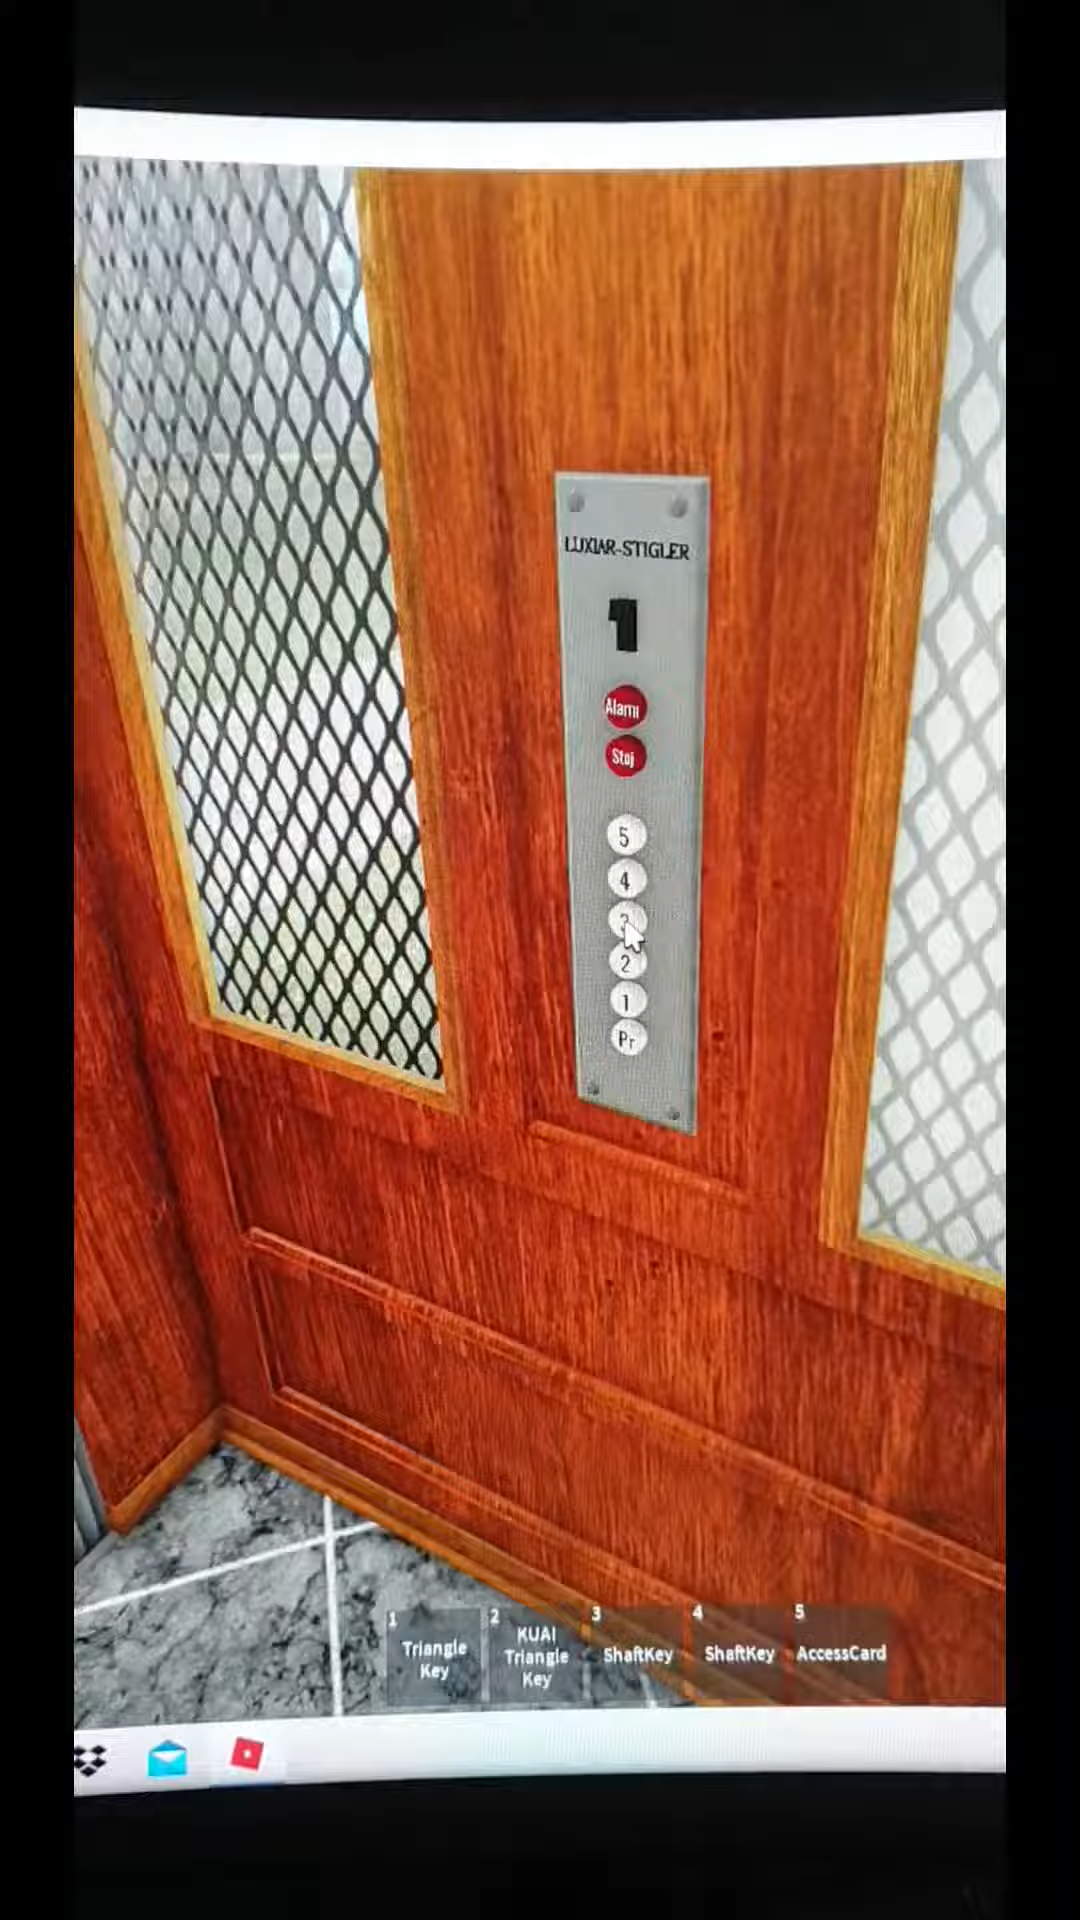 LUXIAR-STIGLER
1
Alarm
Stoj
5
4
3
2
1
Pr
1
Triangle
Key
2
KUAI
Triangle
Key
3
ShaftKey
4
ShaftKey
5
AccessCard